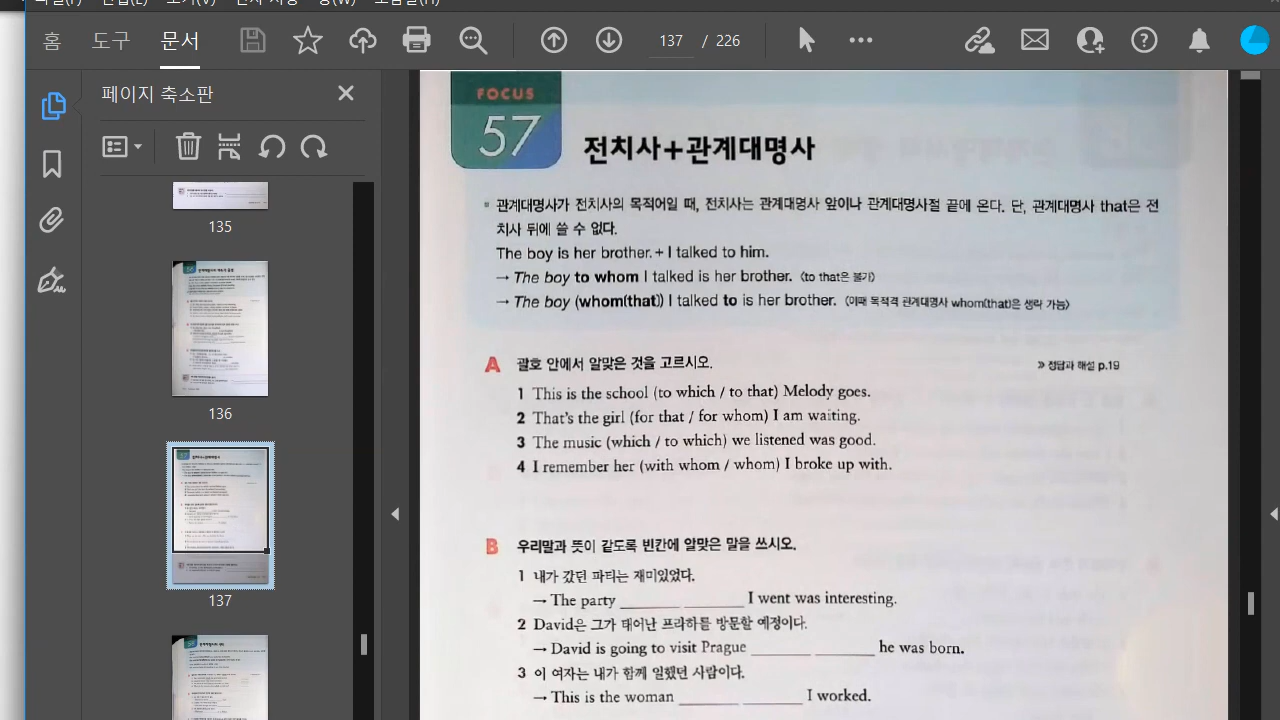 홈
도구
문서
137 / 226
페이지 축소판
135
136
137
FOCUS
57
전치사+관계대명사
관계대명사가 전치사의 목적어일 때, 전치사는 관계대명사 앞이나 관계대명사절 끝에 온다. 단, 관계대명사 that은 전
치사 뒤에 쓸 수 없다.
The boy is her brother. + I talked to him.
→ The boy to whom I talked is her brother. (to that은 불가)
→ The boy (whom(that)) I talked to is her brother. (이때 목적격 관계대명사 whom(that)은 생략 가능)
A 괄호 안에서 알맞은 것을 고르시오.
» 정답과 해설 p.19
1 This is the school (to which / to that) Melody goes.
2 That's the girl (for that / for whom) I am waiting.
3 The music (which / to which) we listened was good.
4 I remember her (with whom / whom) I broke up with.
B 우리말과 뜻이 같도록 빈칸에 알맞은 말을 쓰시오.
1 내가 갔던 파티는 재미있었다.
→ The party ________ ________ I went was interesting.
2 David은 그가 태어난 프라하를 방문할 예정이다.
→ David is going to visit Prague ________ ________ he was born.
3 이 여자는 내가 같이 일했던 사람이다.
→ This is the woman ________ ________ I worked.